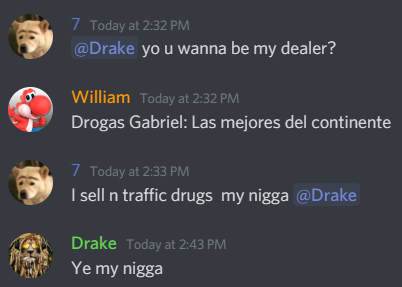 7 Today at 2:32 PM
@Drake yo u wanna be my dealer?
William Today at 2:32 PM
Drogas Gabriel: Las mejores del continente
7 Today at 2:33 PM
I sell n traffic drugs my nigga @Drake
Drake Today at 2:43 PM
Ye my nigga